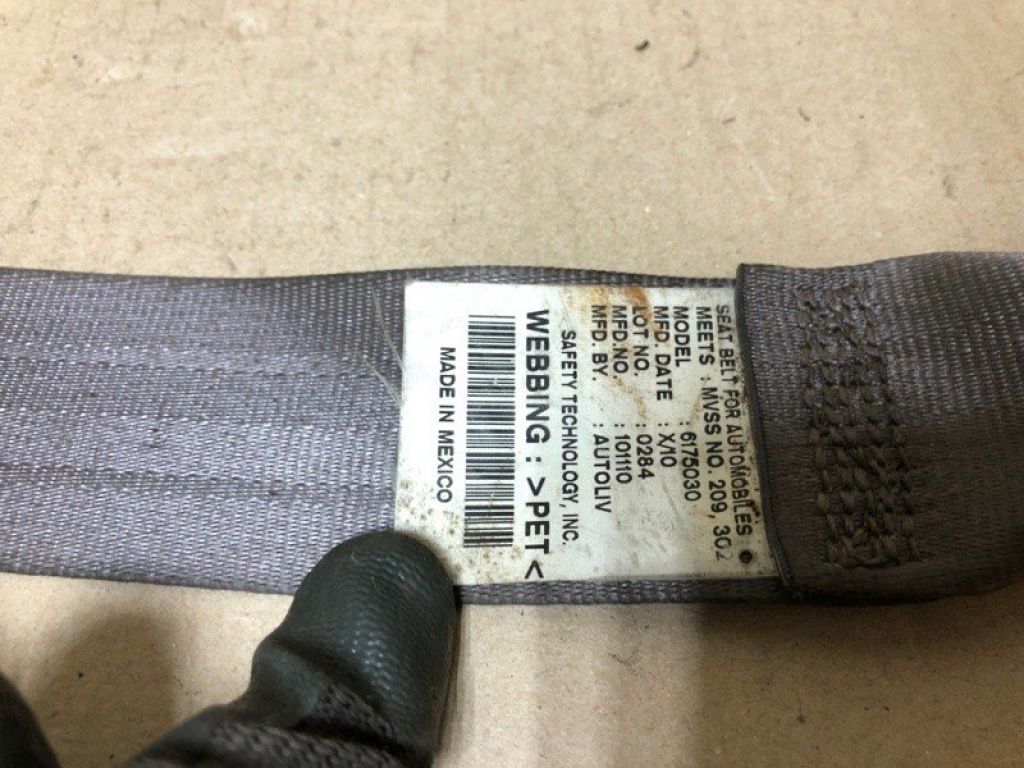 SEAT BELT FOR AUTOMOBILES
MEETS : MVSS NO. 209, 302
MODEL : 6175030
MFD. DATE : X/10
LOT NO. : 0284
MFD.NO. : 101110
MFD. BY. : AUTOLIV
SAFETY TECHNOLOGY, INC.
WEBBING : >PET<
MADE IN MEXICO